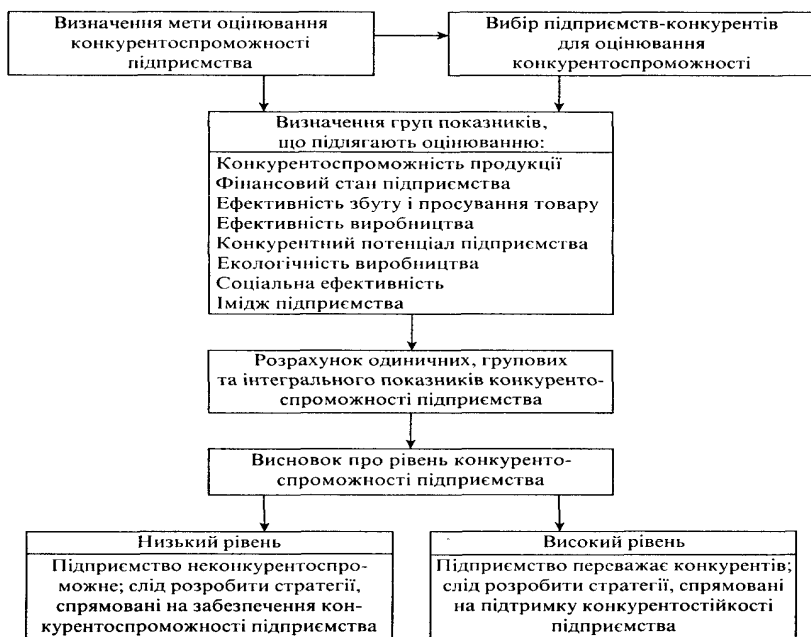 Визначення мети оцінювання
конкурентоспроможності
підприємства
Вибір підприємств-конкурентів
для оцінювання
конкурентоспроможності
Визначення груп показників,
що підлягають оцінюванню:
Конкурентоспроможність продукції
Фінансовий стан підприємства
Ефективність збуту і просування товару
Ефективність виробництва
Конкурентний потенціал підприємства
Екологічність виробництва
Соціальна ефективність
Імідж підприємства
Розрахунок одиничних, групових
та інтегрального показників конкуренто-
спроможності підприємства
Висновок про рівень конкуренто-
спроможності підприємства
Низький рівень
Підприємство неконкурентоспро-
можне; слід розробити стратегії,
спрямовані на забезпечення кон-
курентоспроможності підприємства
Високий рівень
Підприємство переважає конкурентів;
слід розробити стратегії, спрямовані
на підтримку конкурентостійкості
підприємства